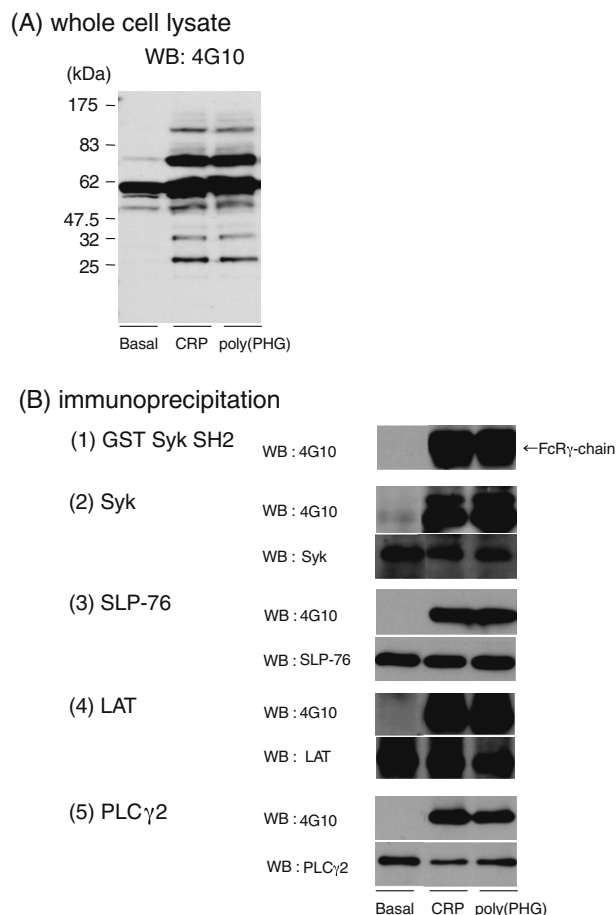 (A) whole cell lysate
WB: 4G10
(kDa)
175
83
62
47.5
32
25
Basal CRP poly(PHG)
(B) immunoprecipitation
(1) GST Syk SH2
WB : 4G10
←FcRγ-chain
(2) Syk
WB : 4G10
WB : Syk
(3) SLP-76
WB : 4G10
WB : SLP-76
(4) LAT
WB : 4G10
WB : LAT
(5) PLCγ2
WB : 4G10
WB : PLCγ2
Basal CRP poly(PHG)